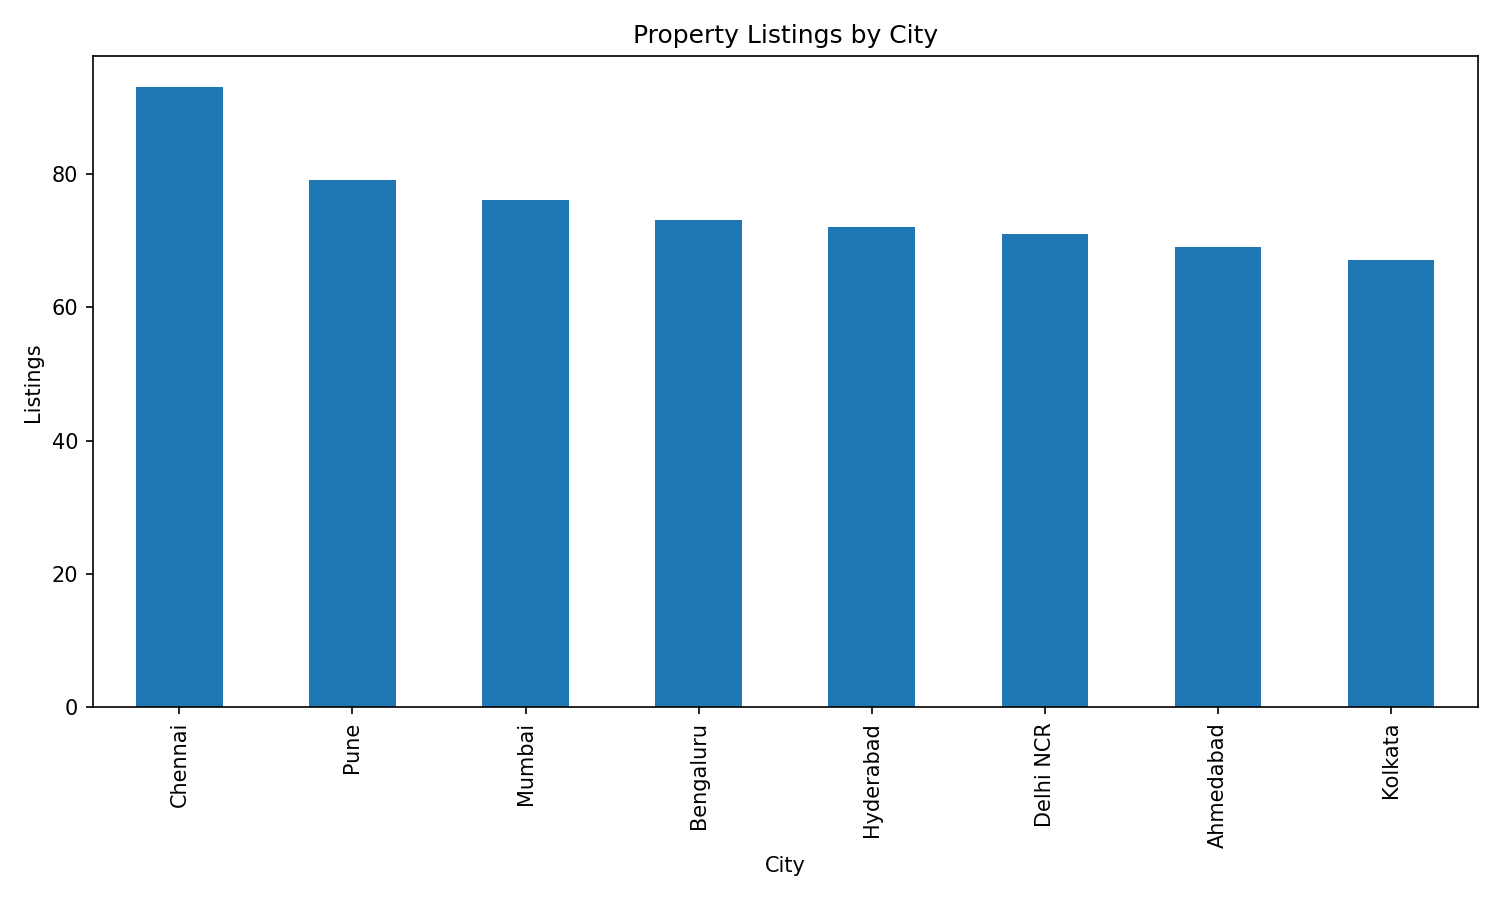 Property Listings by City
Listings
80
60
40
20
0
Chennai
Pune
Mumbai
Bengaluru
Hyderabad
Delhi NCR
Ahmedabad
Kolkata
City